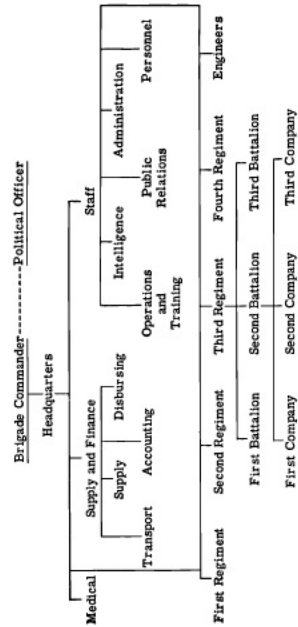 Brigade Commander----------Political Officer
Headquarters
Medical
Supply and Finance
Staff
Supply
Disbursing
Intelligence
Administration
Transport
Accounting
Operations
and
Training
Public
Relations
Personnel
First Regiment
Second Regiment
Third Regiment
Fourth Regiment
Engineers
First Battalion
Second Battalion
Third Battalion
First Company
Second Company
Third Company